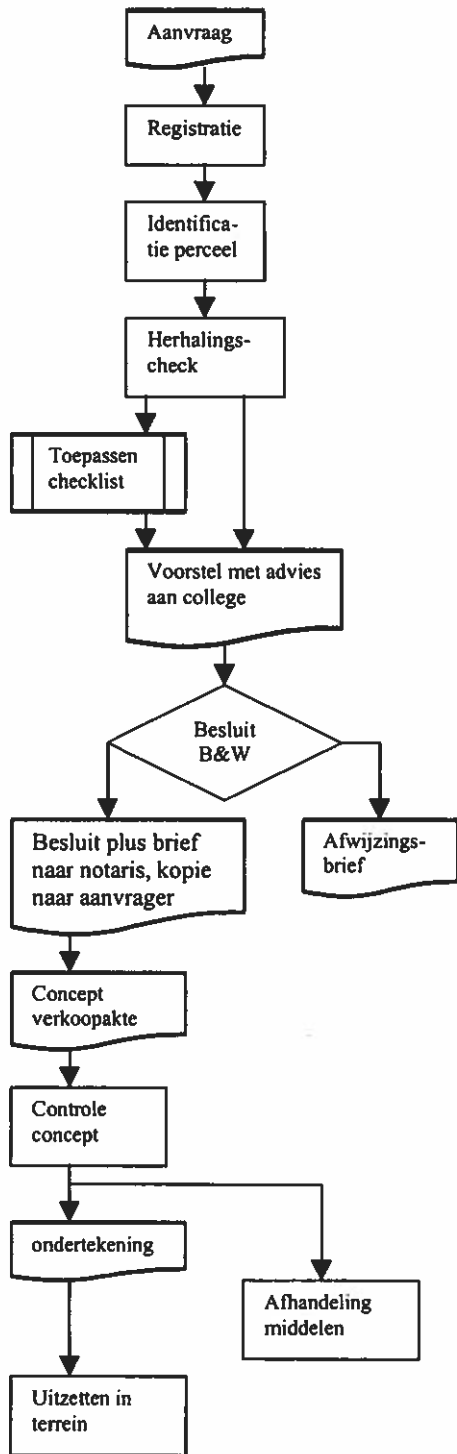 Aanvraag
Registratie
Identifica-
tie perceel
Herhalings-
check
Toepassen
checklist
Voorstel met advies
aan college
Besluit
B&W
Besluit plus brief
naar notaris, kopie
naar aanvrager
Afwijzings-
brief
Concept
verkoopakte
Controle
concept
ondertekening
Afhandeling
middelen
Uitzetten in
terrein